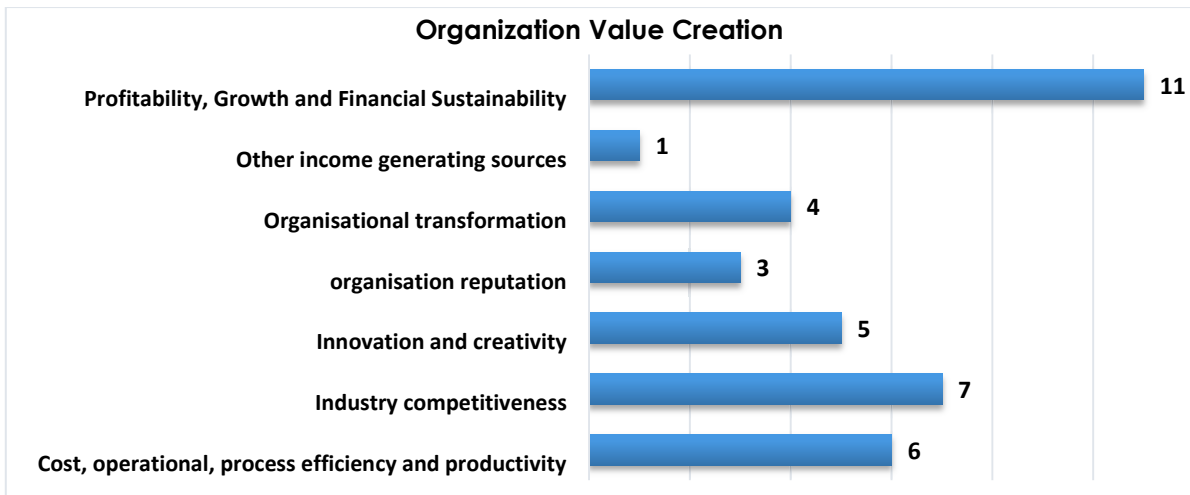 Organization Value Creation
Profitability, Growth and Financial Sustainability
11
Other income generating sources
1
Organisational transformation
4
organisation reputation
3
Innovation and creativity
5
Industry competitiveness
7
Cost, operational, process efficiency and productivity
6